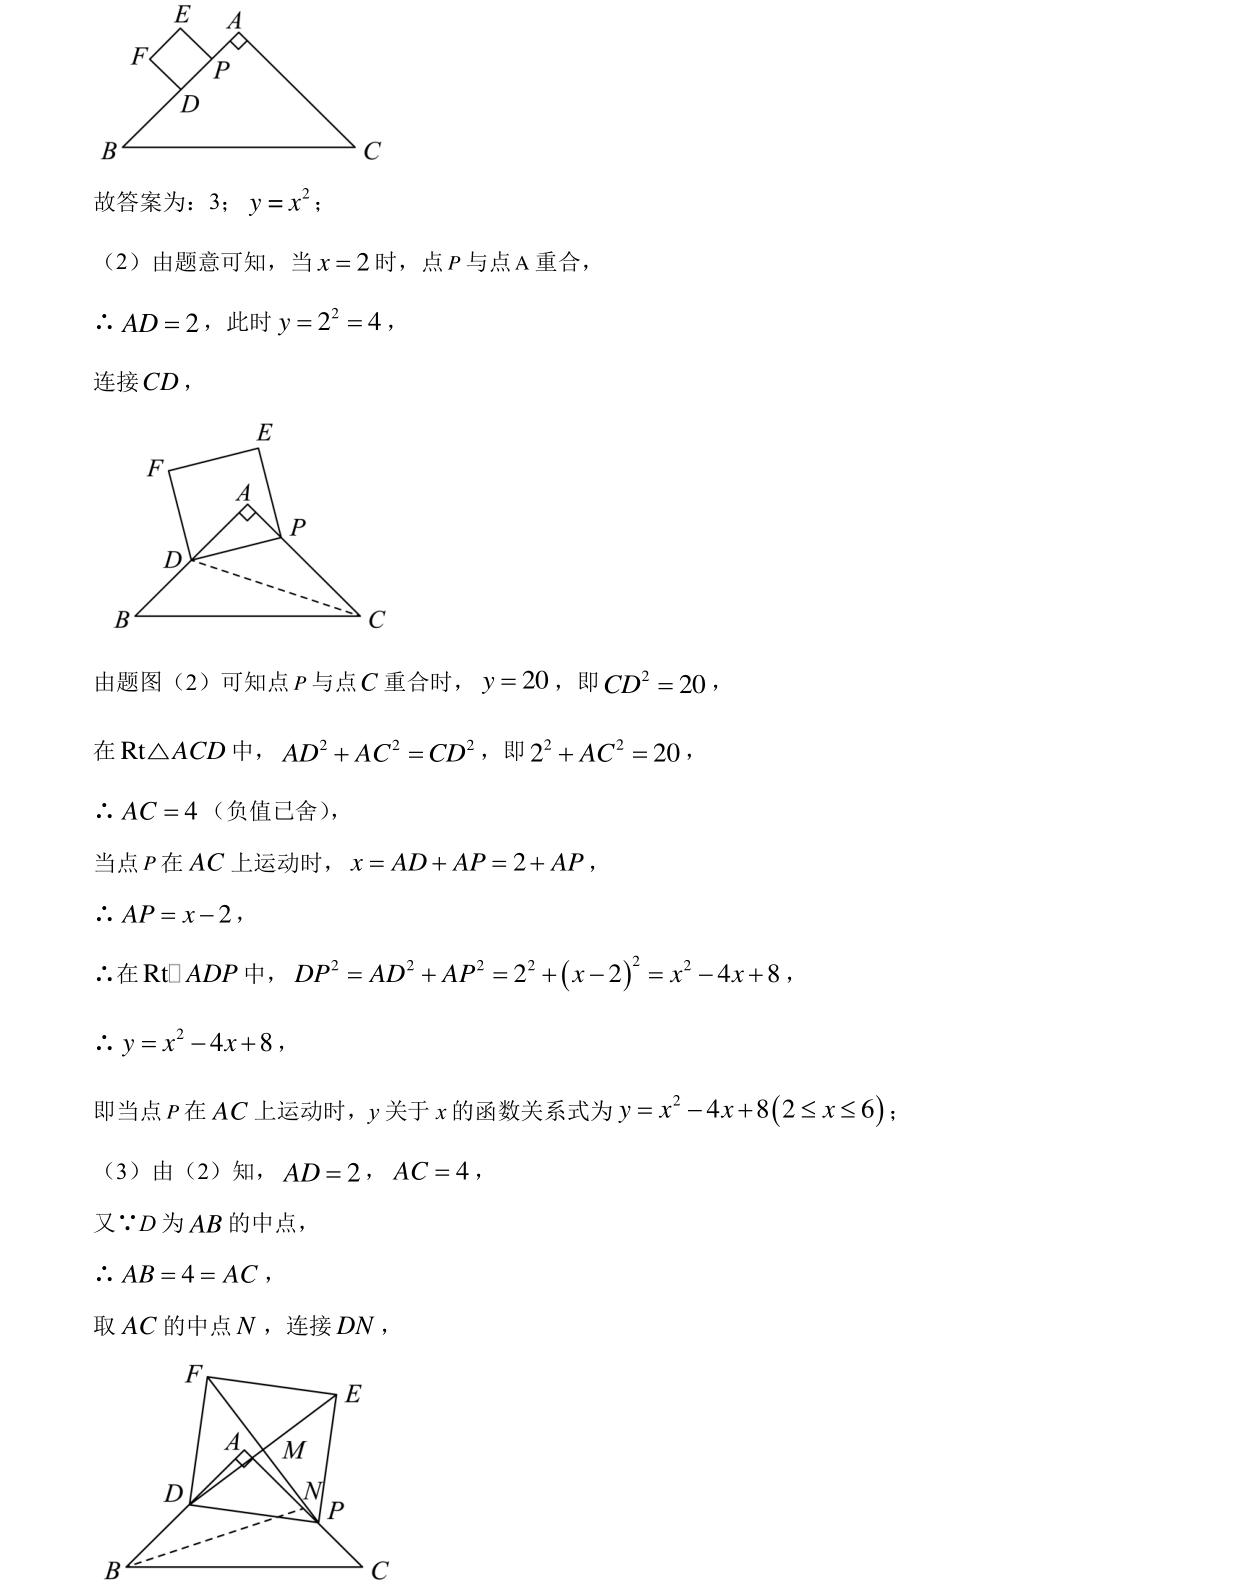 E
A
F
P
D
B
C
故答案为：3；y = x²；
（2）由题意可知，当 x = 2 时，点 P 与点 A 重合，
∴ AD = 2，此时 y = 2² = 4，
连接 CD，
E
F
A
P
D
B
C
由题图（2）可知点 P 与点 C 重合时，y = 20，即 CD² = 20，
在 Rt△ACD 中，AD² + AC² = CD²，即 2² + AC² = 20，
∴ AC = 4（负值已舍），
当点 P 在 AC 上运动时，x = AD + AP = 2 + AP，
∴ AP = x − 2，
∴在 Rt□ADP 中，DP² = AD² + AP² = 2² + (x − 2)² = x² − 4x + 8，
∴ y = x² − 4x + 8，
即当点 P 在 AC 上运动时，y 关于 x 的函数关系式为 y = x² − 4x + 8(2 ≤ x ≤ 6)；
（3）由（2）知，AD = 2，AC = 4，
又∵D 为 AB 的中点，
∴ AB = 4 = AC，
取 AC 的中点 N，连接 DN，
F
E
A
M
D
N
P
B
C